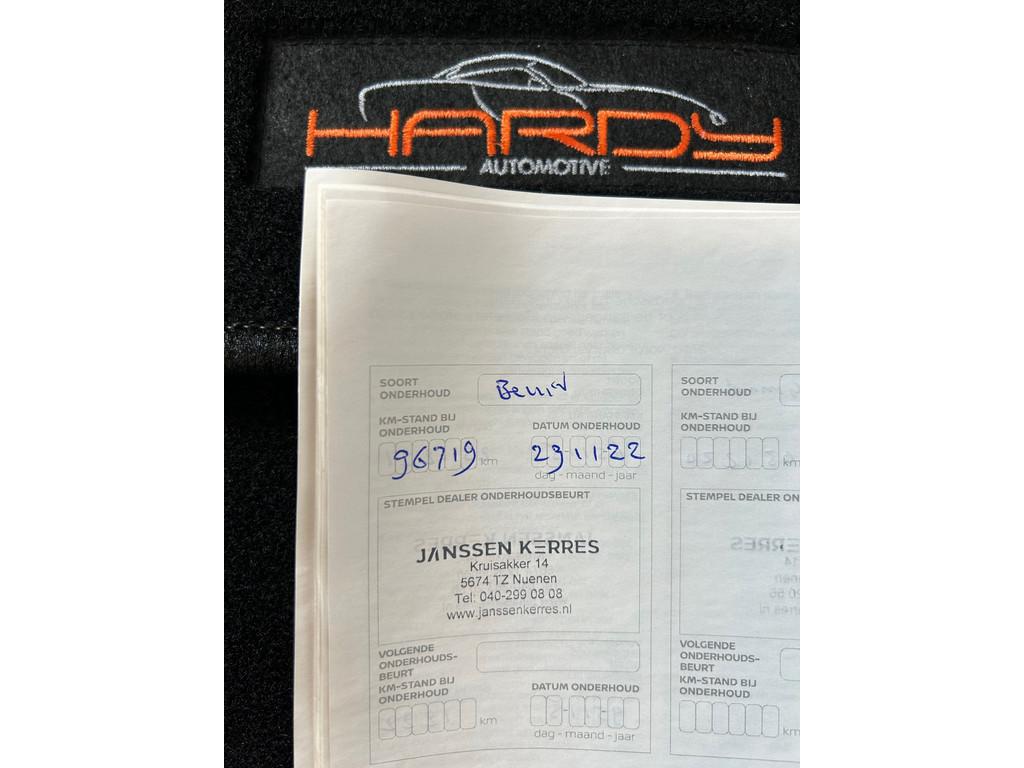 HARDY
AUTOMOTIVE
SOORT
ONDERHOUD
KM-STAND BIJ
ONDERHOUD
96719 km
DATUM ONDERHOUD
29-11-22
dag - maand - jaar
STEMPEL DEALER ONDERHOUDSBEURT
JANSSEN KERRES
Kruisakker 14
5674 TZ Nuenen
Tel: 040-299 08 08
www.janssenkerres.nl
VOLGENDE
ONDERHOUDS-
BEURT
KM-STAND BIJ
ONDERHOUD
km
DATUM ONDERHOUD
dag - maand - jaar
SOORT
ONDERHOUD
KM-STAND BIJ
ONDERHOUD
km
STEMPEL DEALER ON
VOLGENDE
ONDERHOUDS-
BEURT
KM-STAND BIJ
ONDERHOUD
km